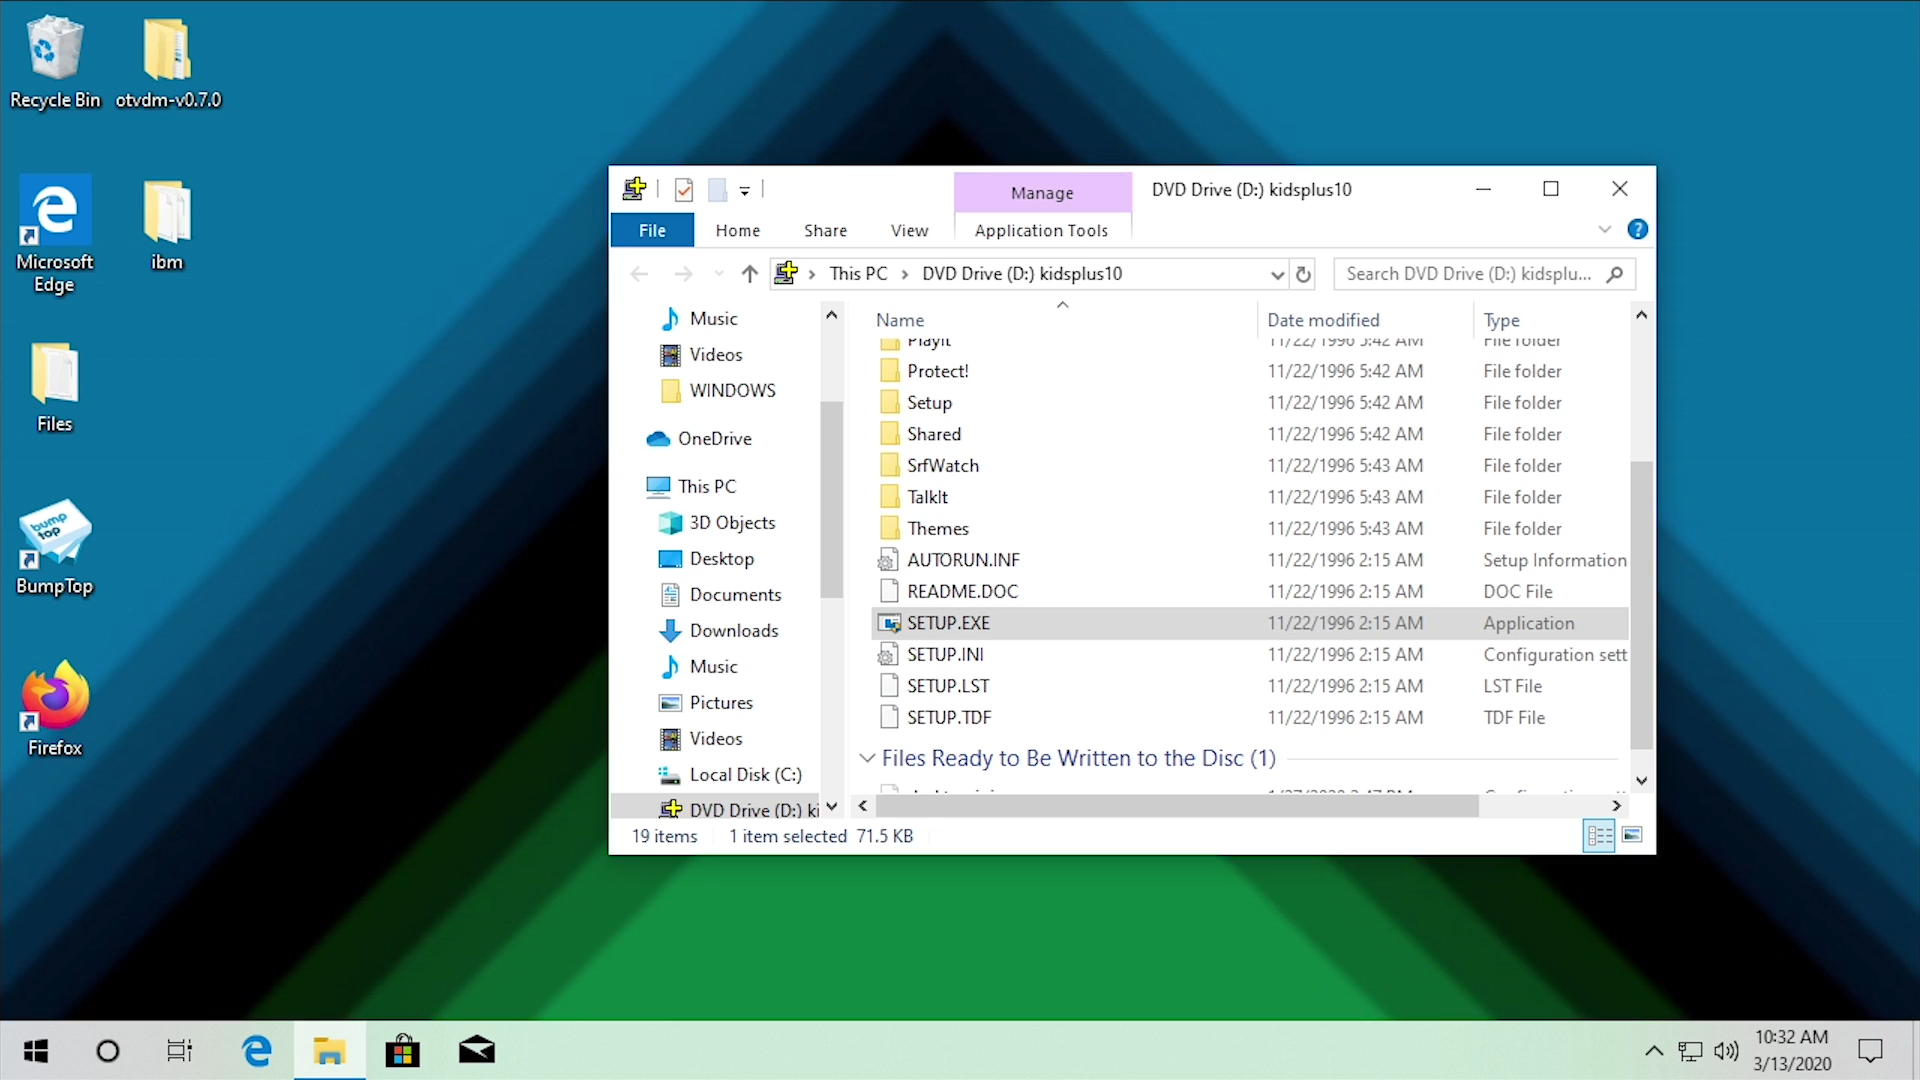 Recycle Bin
otvdm-v0.7.0
Microsoft
Edge
ibm
Files
bump
top
BumpTop
Firefox
Manage
DVD Drive (D:) kidsplus10
File
Home
Share
View
Application Tools
This PC
DVD Drive (D:) kidsplus10
Search DVD Drive (D:) kidsplu...
Music
Videos
WINDOWS
OneDrive
This PC
3D Objects
Desktop
Documents
Downloads
Music
Pictures
Videos
Local Disk (C:)
DVD Drive (D:) ki
Name Date modified Type
PlayIt 11/22/1996 5:42 AM File folder
Protect! 11/22/1996 5:42 AM File folder
Setup 11/22/1996 5:42 AM File folder
Shared 11/22/1996 5:42 AM File folder
SrfWatch 11/22/1996 5:43 AM File folder
TalkIt 11/22/1996 5:43 AM File folder
Themes 11/22/1996 5:43 AM File folder
AUTORUN.INF 11/22/1996 2:15 AM Setup Information
README.DOC 11/22/1996 2:15 AM DOC File
SETUP.EXE 11/22/1996 2:15 AM Application
SETUP.INI 11/22/1996 2:15 AM Configuration sett
SETUP.LST 11/22/1996 2:15 AM LST File
SETUP.TDF 11/22/1996 2:15 AM TDF File
Files Ready to Be Written to the Disc (1)
19 items 1 item selected 71.5 KB
10:32 AM
3/13/2020